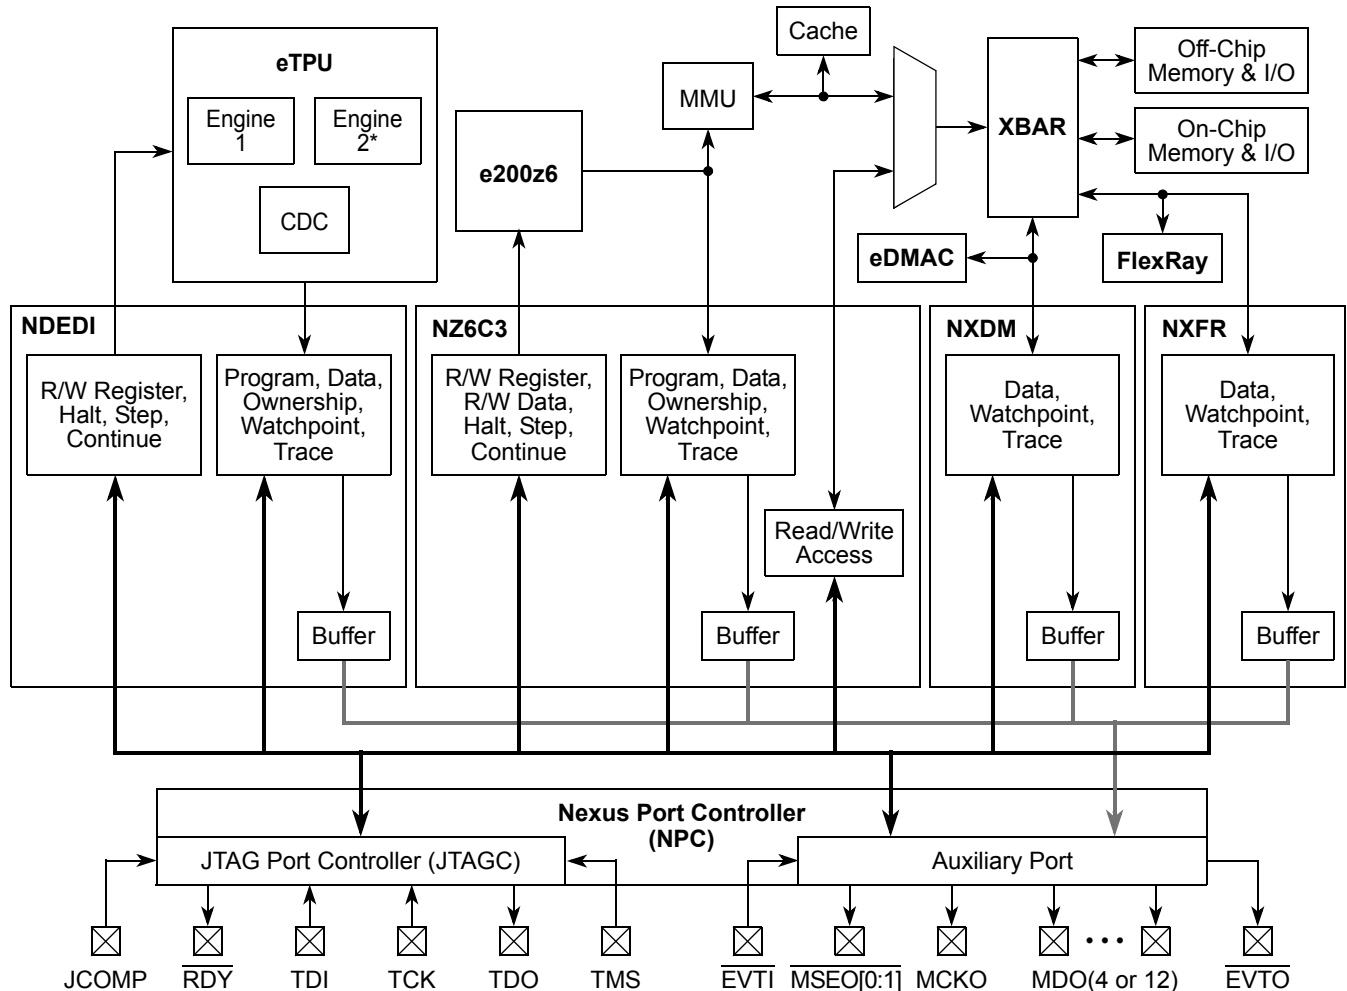 Cache
Off-Chip
Memory & I/O
eTPU
Engine
1
Engine
2*
MMU
XBAR
On-Chip
Memory & I/O
e200z6
CDC
eDMAC
FlexRay
NDEDI
NZ6C3
NXDM
NXFR
R/W Register,
Halt, Step,
Continue
Program, Data,
Ownership,
Watchpoint,
Trace
R/W Register,
R/W Data,
Halt, Step,
Continue
Program, Data,
Ownership,
Watchpoint,
Trace
Data,
Watchpoint,
Trace
Data,
Watchpoint,
Trace
Read/Write
Access
Buffer
Buffer
Buffer
Buffer
Nexus Port Controller
(NPC)
JTAG Port Controller (JTAGC)
Auxiliary Port
JCOMP
RDY
TDI
TCK
TDO
TMS
EVTI
MSEO[0:1]
MCKO
MDO(4 or 12)
EVTO